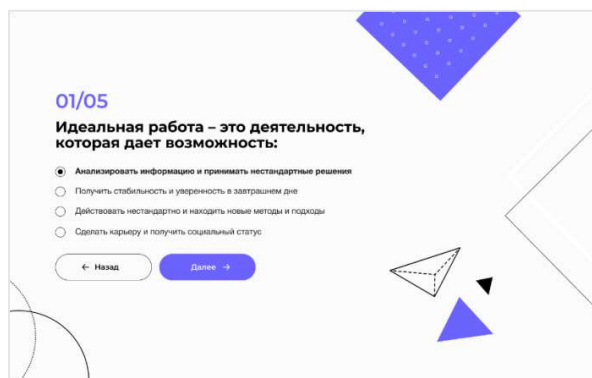 01/05
Идеальная работа – это деятельность,
которая дает возможность:
Анализировать информацию и принимать нестандартные решения
Получить стабильность и уверенность в завтрашнем дне
Действовать нестандартно и находить новые методы и подходы
Сделать карьеру и получить социальный статус
← Назад
Далее →